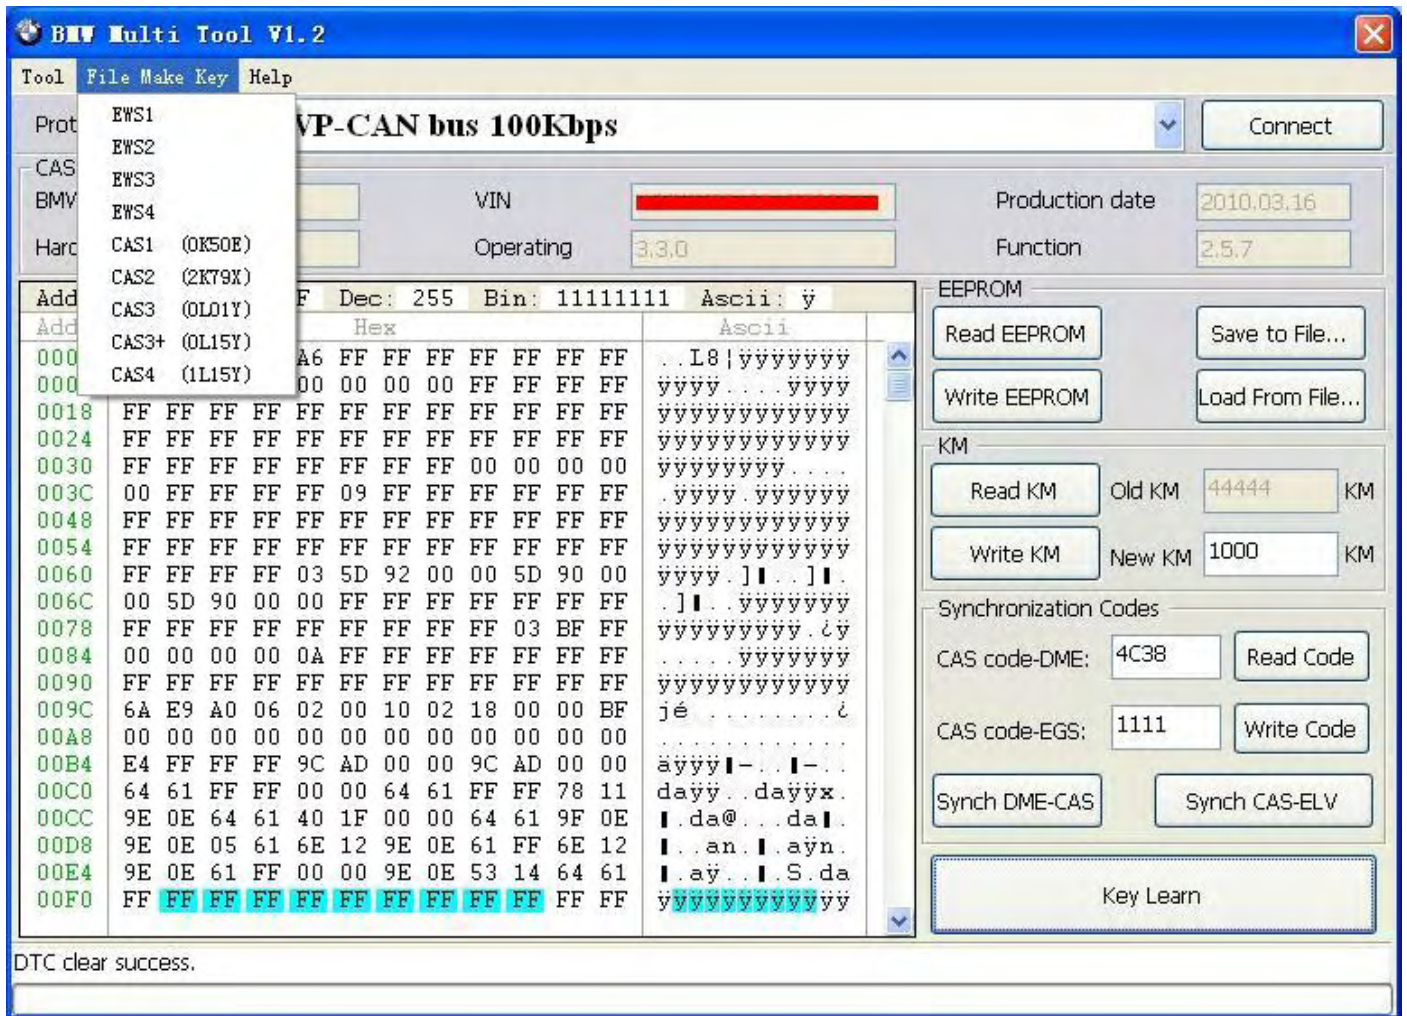 BMW Multi Tool V1.2
Tool File Make Key Help
EWS1
EWS2
EWS3
EWS4
CAS1 (0K50E)
CAS2 (2K79X)
CAS3 (0L01Y)
CAS3+ (0L15Y)
CAS4 (1L15Y)
Prot VP-CAN bus 100Kbps Connect
CAS
BMW VIN Production date 2010.03.16
Hard Operating 3.3.0 Function 2.5.7
Add F Dec: 255 Bin: 11111111 Ascii: ÿ
Add Hex Ascii
000 A6 FF FF FF FF FF FF FF ..L8¦ÿÿÿÿÿÿÿ
000 00 00 00 00 FF FF FF FF ÿÿÿÿ....ÿÿÿÿ
0018 FF FF FF FF FF FF FF FF FF FF FF FF ÿÿÿÿÿÿÿÿÿÿÿÿ
0024 FF FF FF FF FF FF FF FF FF FF FF FF ÿÿÿÿÿÿÿÿÿÿÿÿ
0030 FF FF FF FF FF FF FF FF 00 00 00 00 ÿÿÿÿÿÿÿÿ....
003C 00 FF FF FF FF 09 FF FF FF FF FF FF .ÿÿÿÿ.ÿÿÿÿÿÿ
0048 FF FF FF FF FF FF FF FF FF FF FF FF ÿÿÿÿÿÿÿÿÿÿÿÿ
0054 FF FF FF FF FF FF FF FF FF FF FF FF ÿÿÿÿÿÿÿÿÿÿÿÿ
0060 FF FF FF FF 03 5D 92 00 00 5D 90 00 ÿÿÿÿ.]▮..]▮.
006C 00 5D 90 00 00 FF FF FF FF FF FF FF .]▮..ÿÿÿÿÿÿÿ
0078 FF FF FF FF FF FF FF FF FF 03 BF FF ÿÿÿÿÿÿÿÿÿ.¿ÿ
0084 00 00 00 00 0A FF FF FF FF FF FF FF .....ÿÿÿÿÿÿÿ
0090 FF FF FF FF FF FF FF FF FF FF FF FF ÿÿÿÿÿÿÿÿÿÿÿÿ
009C 6A E9 A0 06 02 00 10 02 18 00 00 BF jé ........¿
00A8 00 00 00 00 00 00 00 00 00 00 00 00 ............
00B4 E4 FF FF FF 9C AD 00 00 9C AD 00 00 äÿÿÿ▮-..▮-..
00C0 64 61 FF FF 00 00 64 61 FF FF 78 11 daÿÿ..daÿÿx.
00CC 9E 0E 64 61 40 1F 00 00 64 61 9F 0E ▮.da@...da▮.
00D8 9E 0E 05 61 6E 12 9E 0E 61 FF 6E 12 ▮..an.▮.aÿn.
00E4 9E 0E 61 FF 00 00 9E 0E 53 14 64 61 ▮.aÿ..▮.S.da
00F0 FF FF FF FF FF FF FF FF FF FF FF FF ÿÿÿÿÿÿÿÿÿÿÿÿ
EEPROM
Read EEPROM Save to File...
Write EEPROM Load From File...
KM
Read KM Old KM 44444 KM
Write KM New KM 1000 KM
Synchronization Codes
CAS code-DME: 4C38 Read Code
CAS code-EGS: 1111 Write Code
Synch DME-CAS Synch CAS-ELV
Key Learn
DTC clear success.